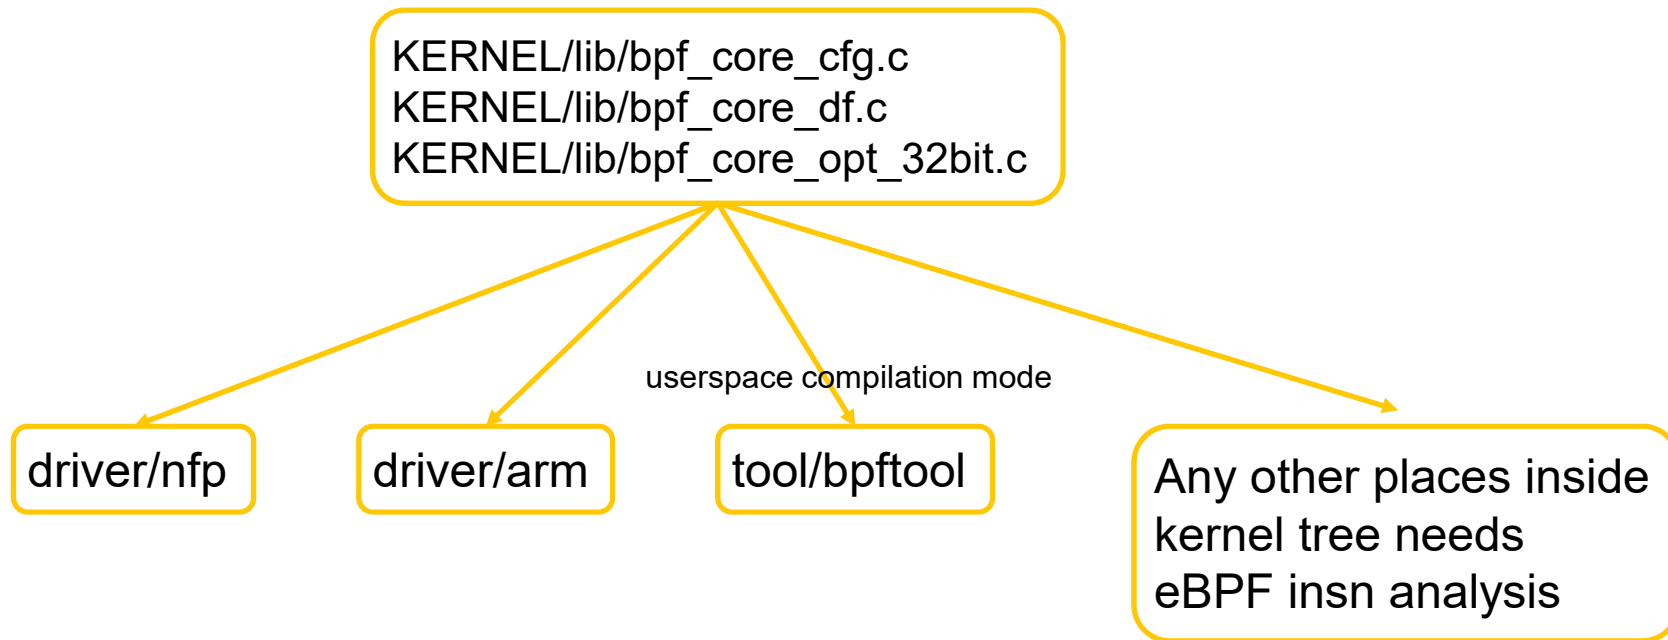 KERNEL/lib/bpf_core_cfg.c
KERNEL/lib/bpf_core_df.c
KERNEL/lib/bpf_core_opt_32bit.c
userspace compilation mode
driver/nfp
driver/arm
tool/bpftool
Any other places inside
kernel tree needs
eBPF insn analysis